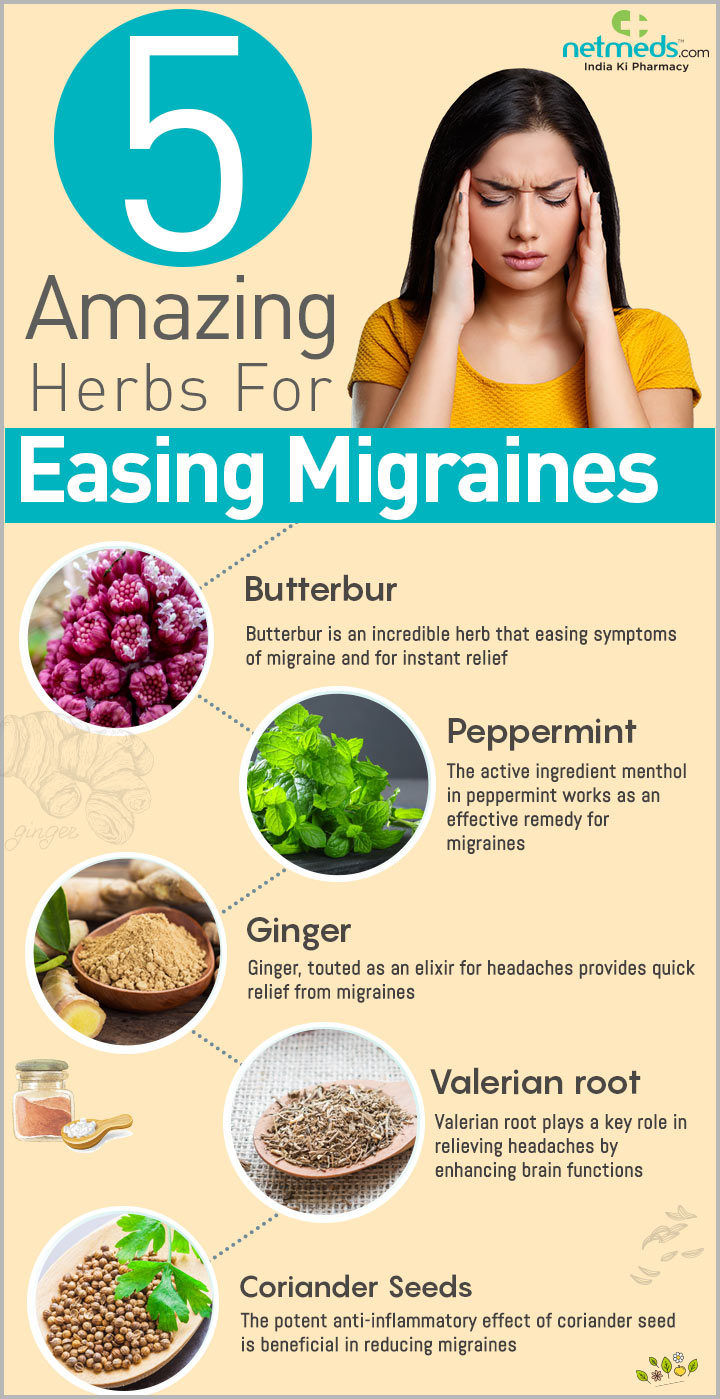 5
netmeds.com
™
India Ki Pharmacy
Amazing
Herbs For
Easing Migraines
Butterbur
Butterbur is an incredible herb that easing symptoms
of migraine and for instant relief
Peppermint
The active ingredient menthol
in peppermint works as an
effective remedy for
migraines
ginger
Ginger
Ginger, touted as an elixir for headaches provides quick
relief from migraines
Valerian root
Valerian root plays a key role in
relieving headaches by
enhancing brain functions
Coriander Seeds
The potent anti-inflammatory effect of coriander seed
is beneficial in reducing migraines